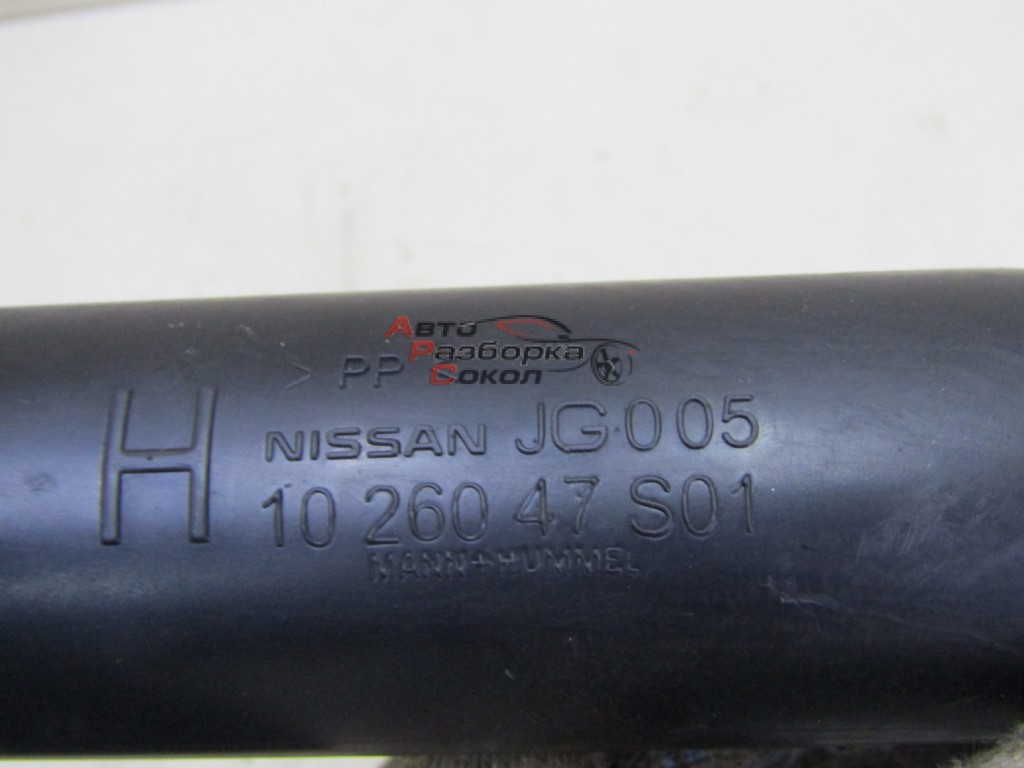 Авто
Разборка
Сокол
> PP
H
NISSAN JG005
10 260 47 S01
MANN+HUMMEL